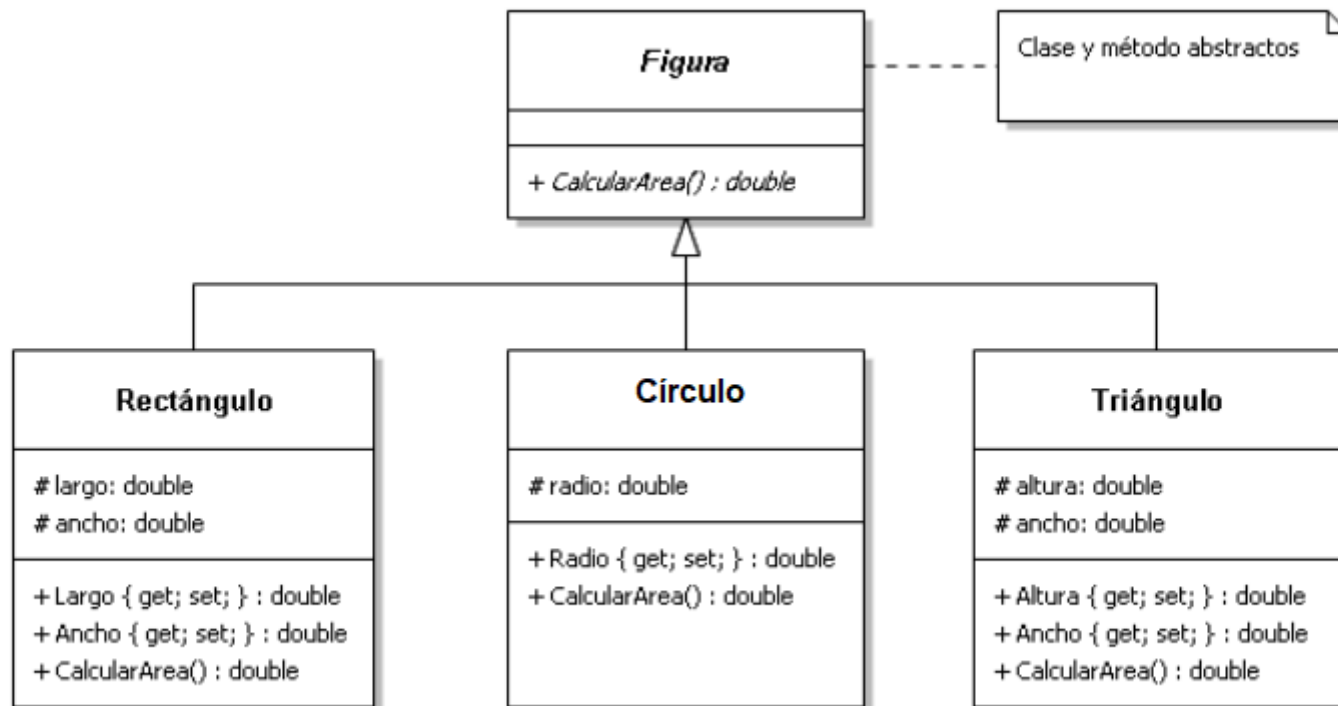 Figura
+ CalcularArea() : double
Clase y método abstractos
Rectángulo
# largo: double
# ancho: double
+ Largo { get; set; } : double
+ Ancho { get; set; } : double
+ CalcularArea() : double
Círculo
# radio: double
+ Radio { get; set; } : double
+ CalcularArea() : double
Triángulo
# altura: double
# ancho: double
+ Altura { get; set; } : double
+ Ancho { get; set; } : double
+ CalcularArea() : double